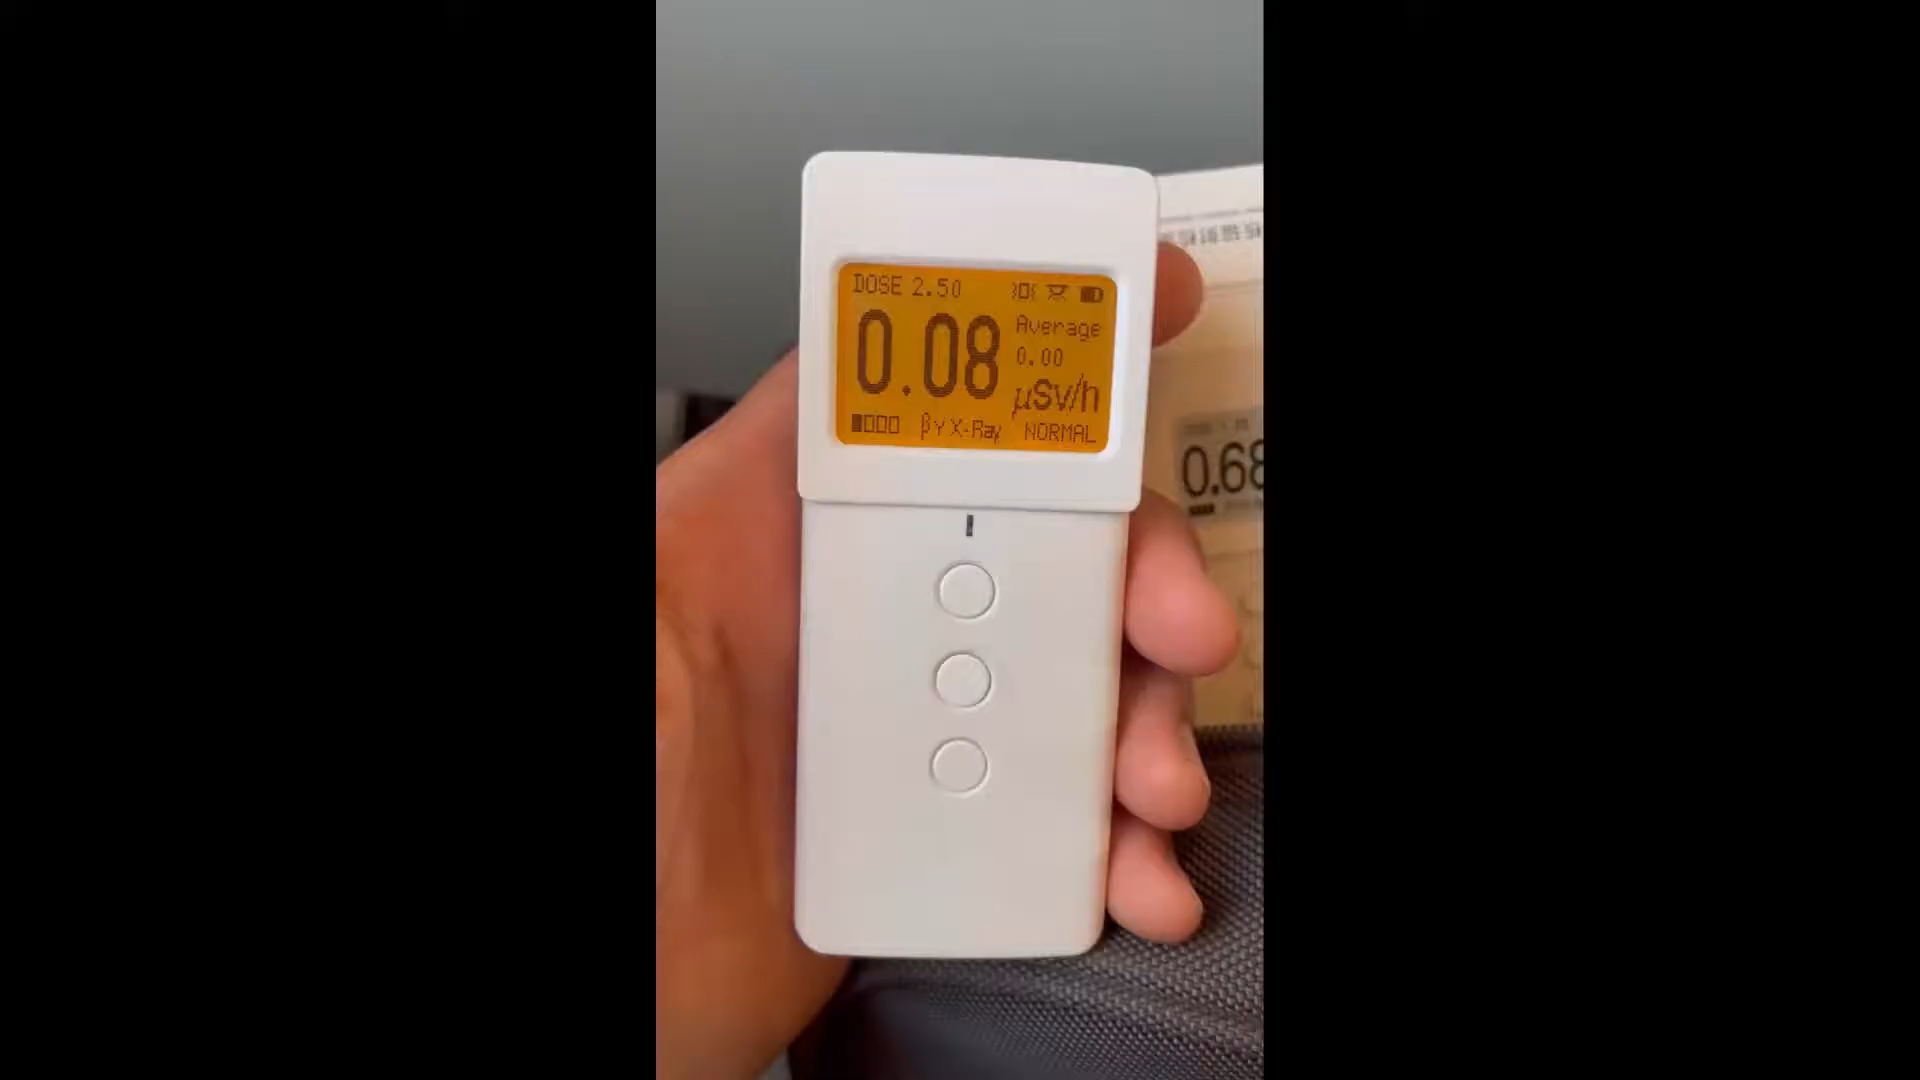 DOSE 2.50
0.08
Average
0.00
µSv/h
βγ X-Ray NORMAL
0.68